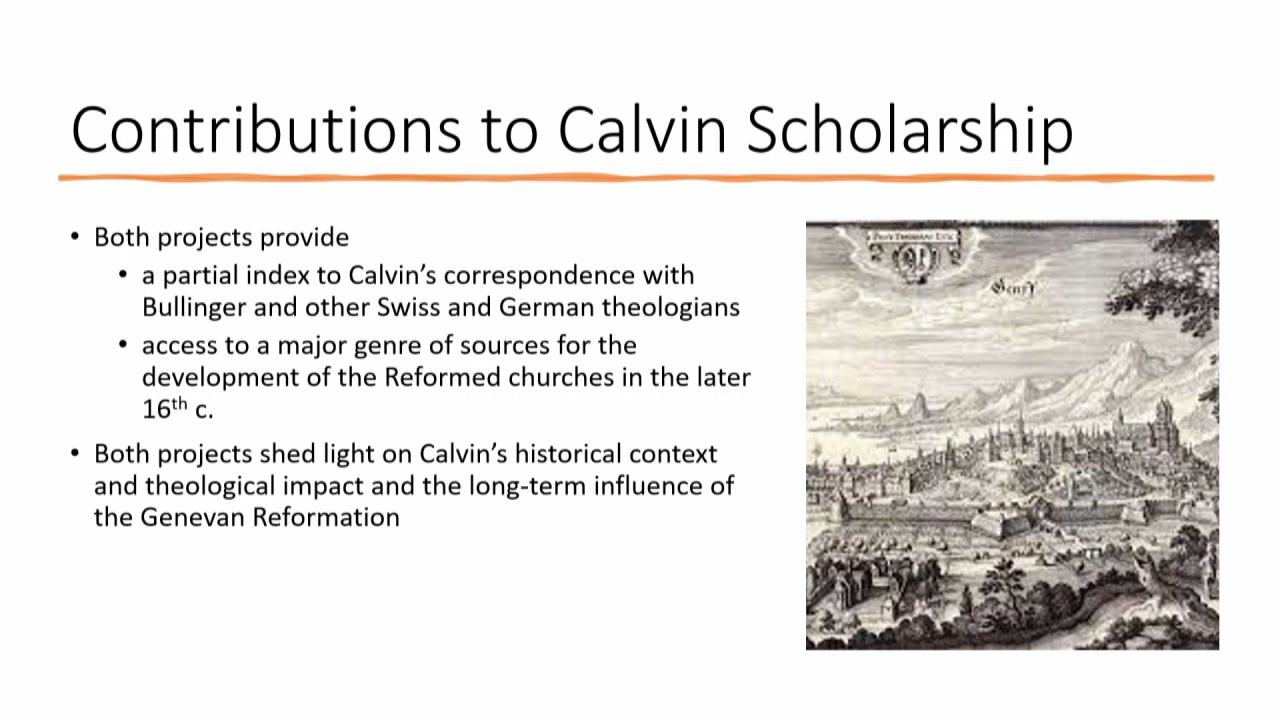 Contributions to Calvin Scholarship
• Both projects provide
• a partial index to Calvin’s correspondence with
Bullinger and other Swiss and German theologians
• access to a major genre of sources for the
development of the Reformed churches in the later
16th c.
• Both projects shed light on Calvin’s historical context
and theological impact and the long-term influence of
the Genevan Reformation
Genff